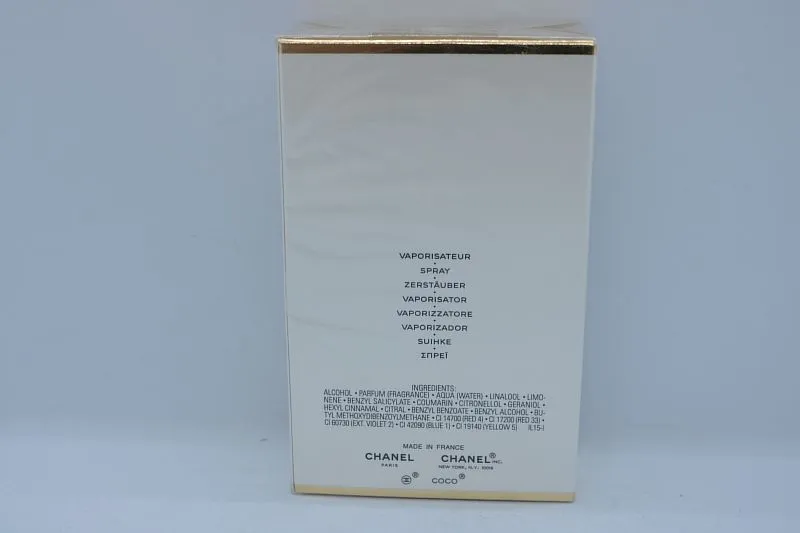 VAPORISATEUR
•
SPRAY
•
ZERSTÄUBER
•
VAPORISATOR
•
VAPORIZZATORE
•
VAPORIZADOR
•
SUIHKE
•
ΣΠΡΕΪ
INGREDIENTS:
ALCOHOL • PARFUM (FRAGRANCE) • AQUA (WATER) • LINALOOL • LIMO-
NENE • BENZYL SALICYLATE • COUMARIN • CITRONELLOL • GERANIOL •
HEXYL CINNAMAL • CITRAL • BENZYL BENZOATE • BENZYL ALCOHOL • BU-
TYL METHOXYDIBENZOYLMETHANE • CI 14700 (RED 4) • CI 17200 (RED 33) •
CI 60730 (EXT. VIOLET 2) • CI 42090 (BLUE 1) • CI 19140 (YELLOW 5) IL15-I
MADE IN FRANCE
CHANEL CHANEL® INC.
PARIS NEW YORK, N.Y. 10019
® COCO®